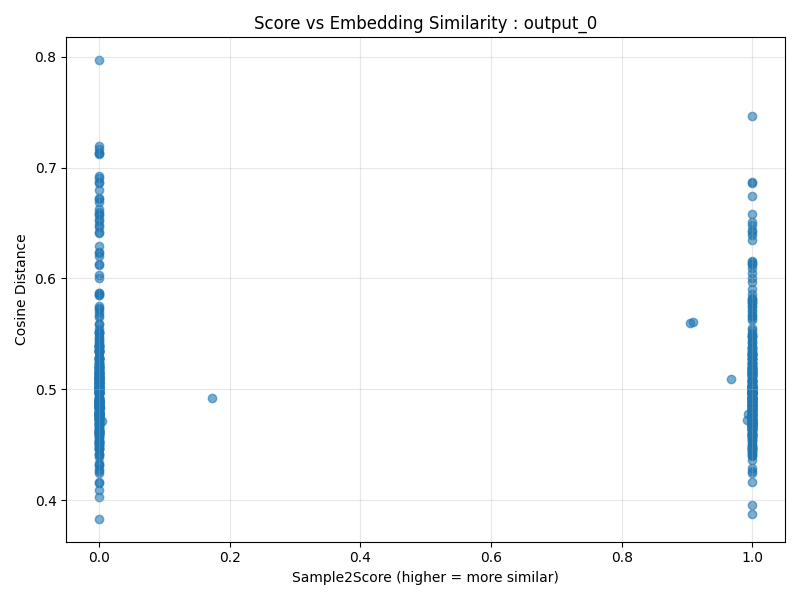 Score vs Embedding Similarity : output_0
Cosine Distance
0.8
0.7
0.6
0.5
0.4
0.0 0.2 0.4 0.6 0.8 1.0
Sample2Score (higher = more similar)